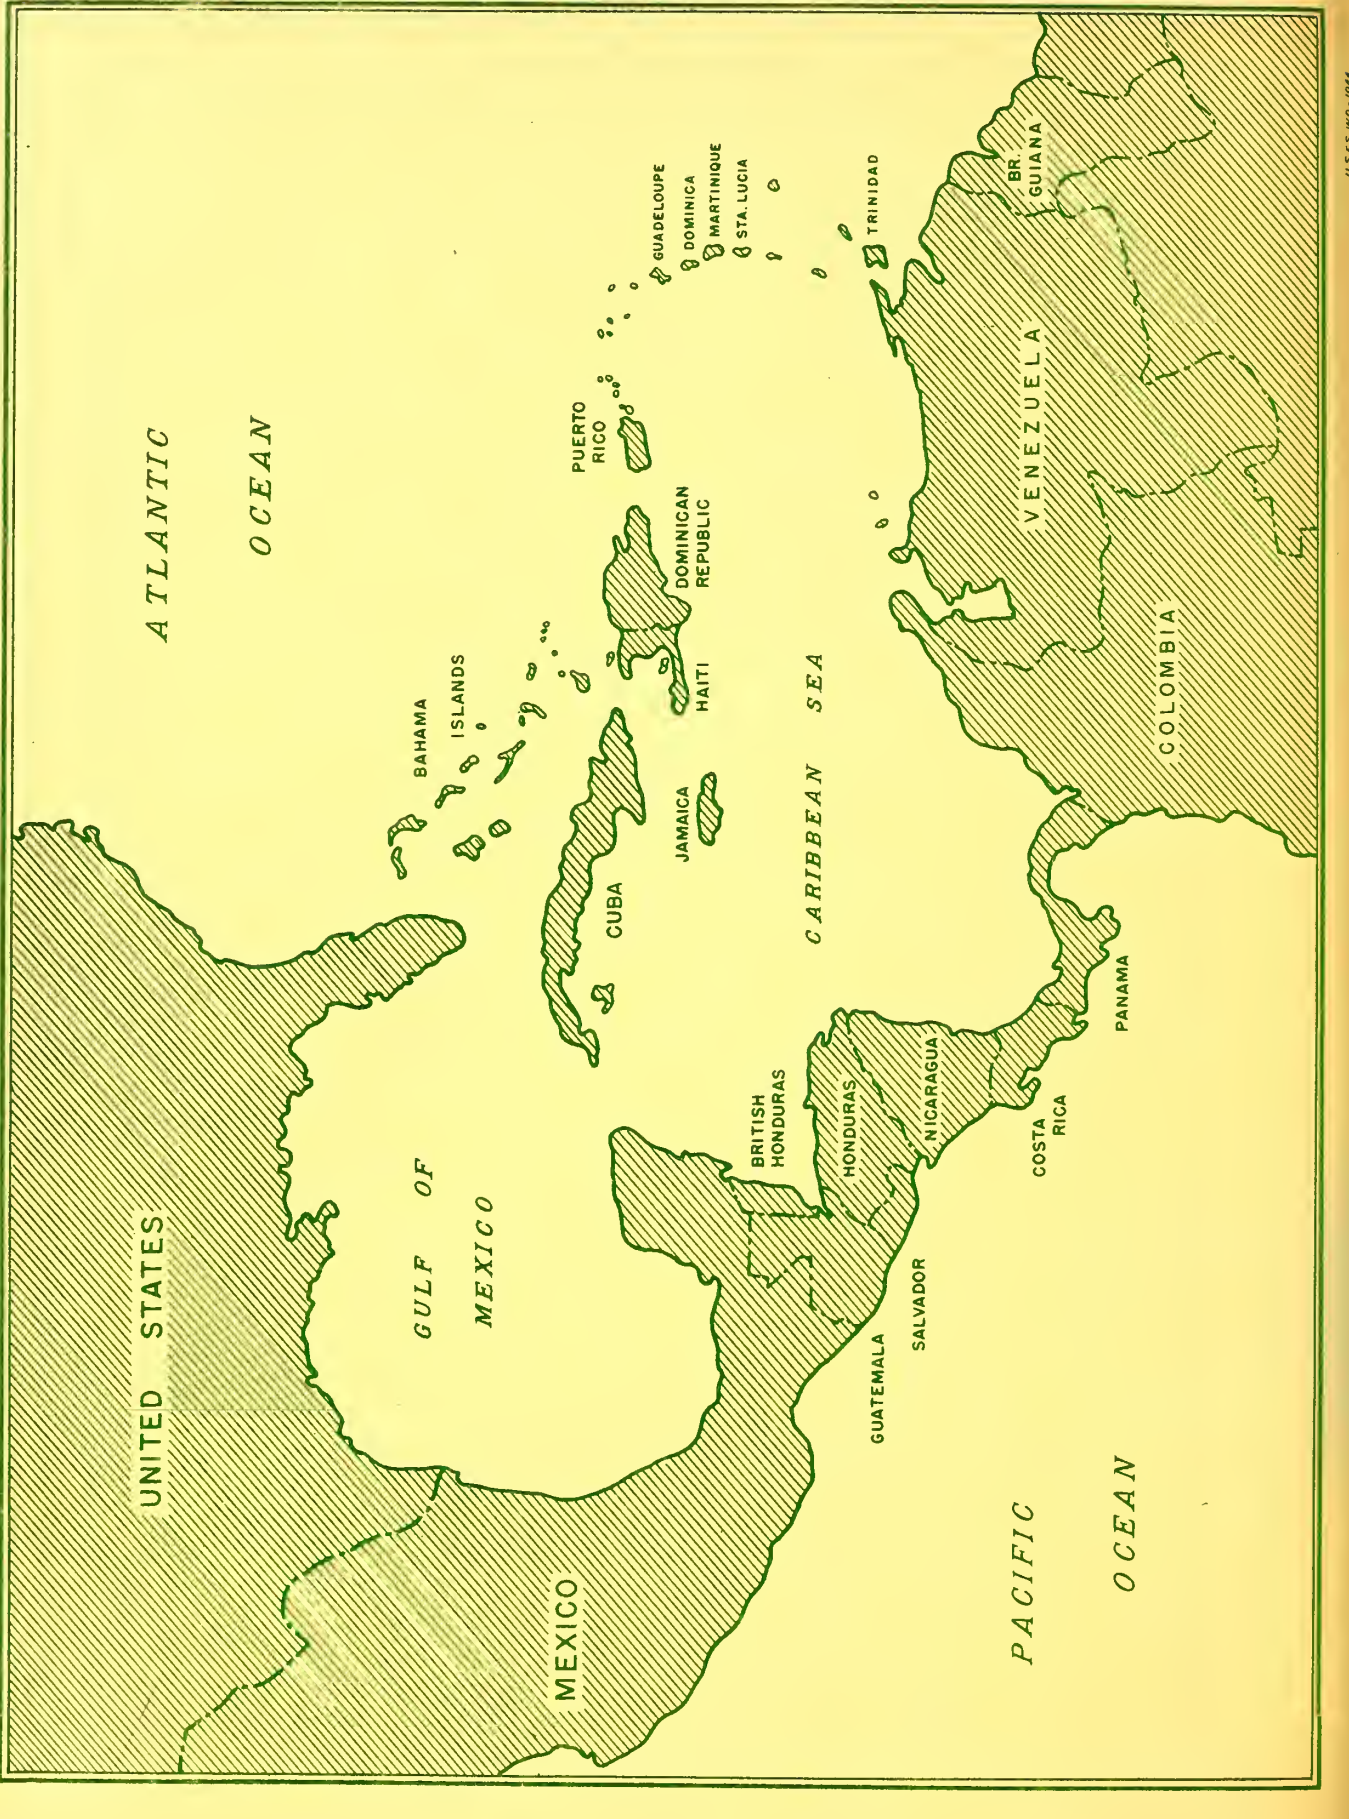 UNITED STATES
ATLANTIC
OCEAN
BAHAMA
ISLANDS
GULF OF
MEXICO
MEXICO
CUBA
PUERTO
RICO
DOMINICAN
REPUBLIC
HAITI
JAMAICA
GUADELOUPE
DOMINICA
MARTINIQUE
STA. LUCIA
TRINIDAD
CARIBBEAN SEA
BRITISH
HONDURAS
HONDURAS
NICARAGUA
GUATEMALA
SALVADOR
COSTA
RICA
PANAMA
BR.
GUIANA
VENEZUELA
COLOMBIA
PACIFIC
OCEAN